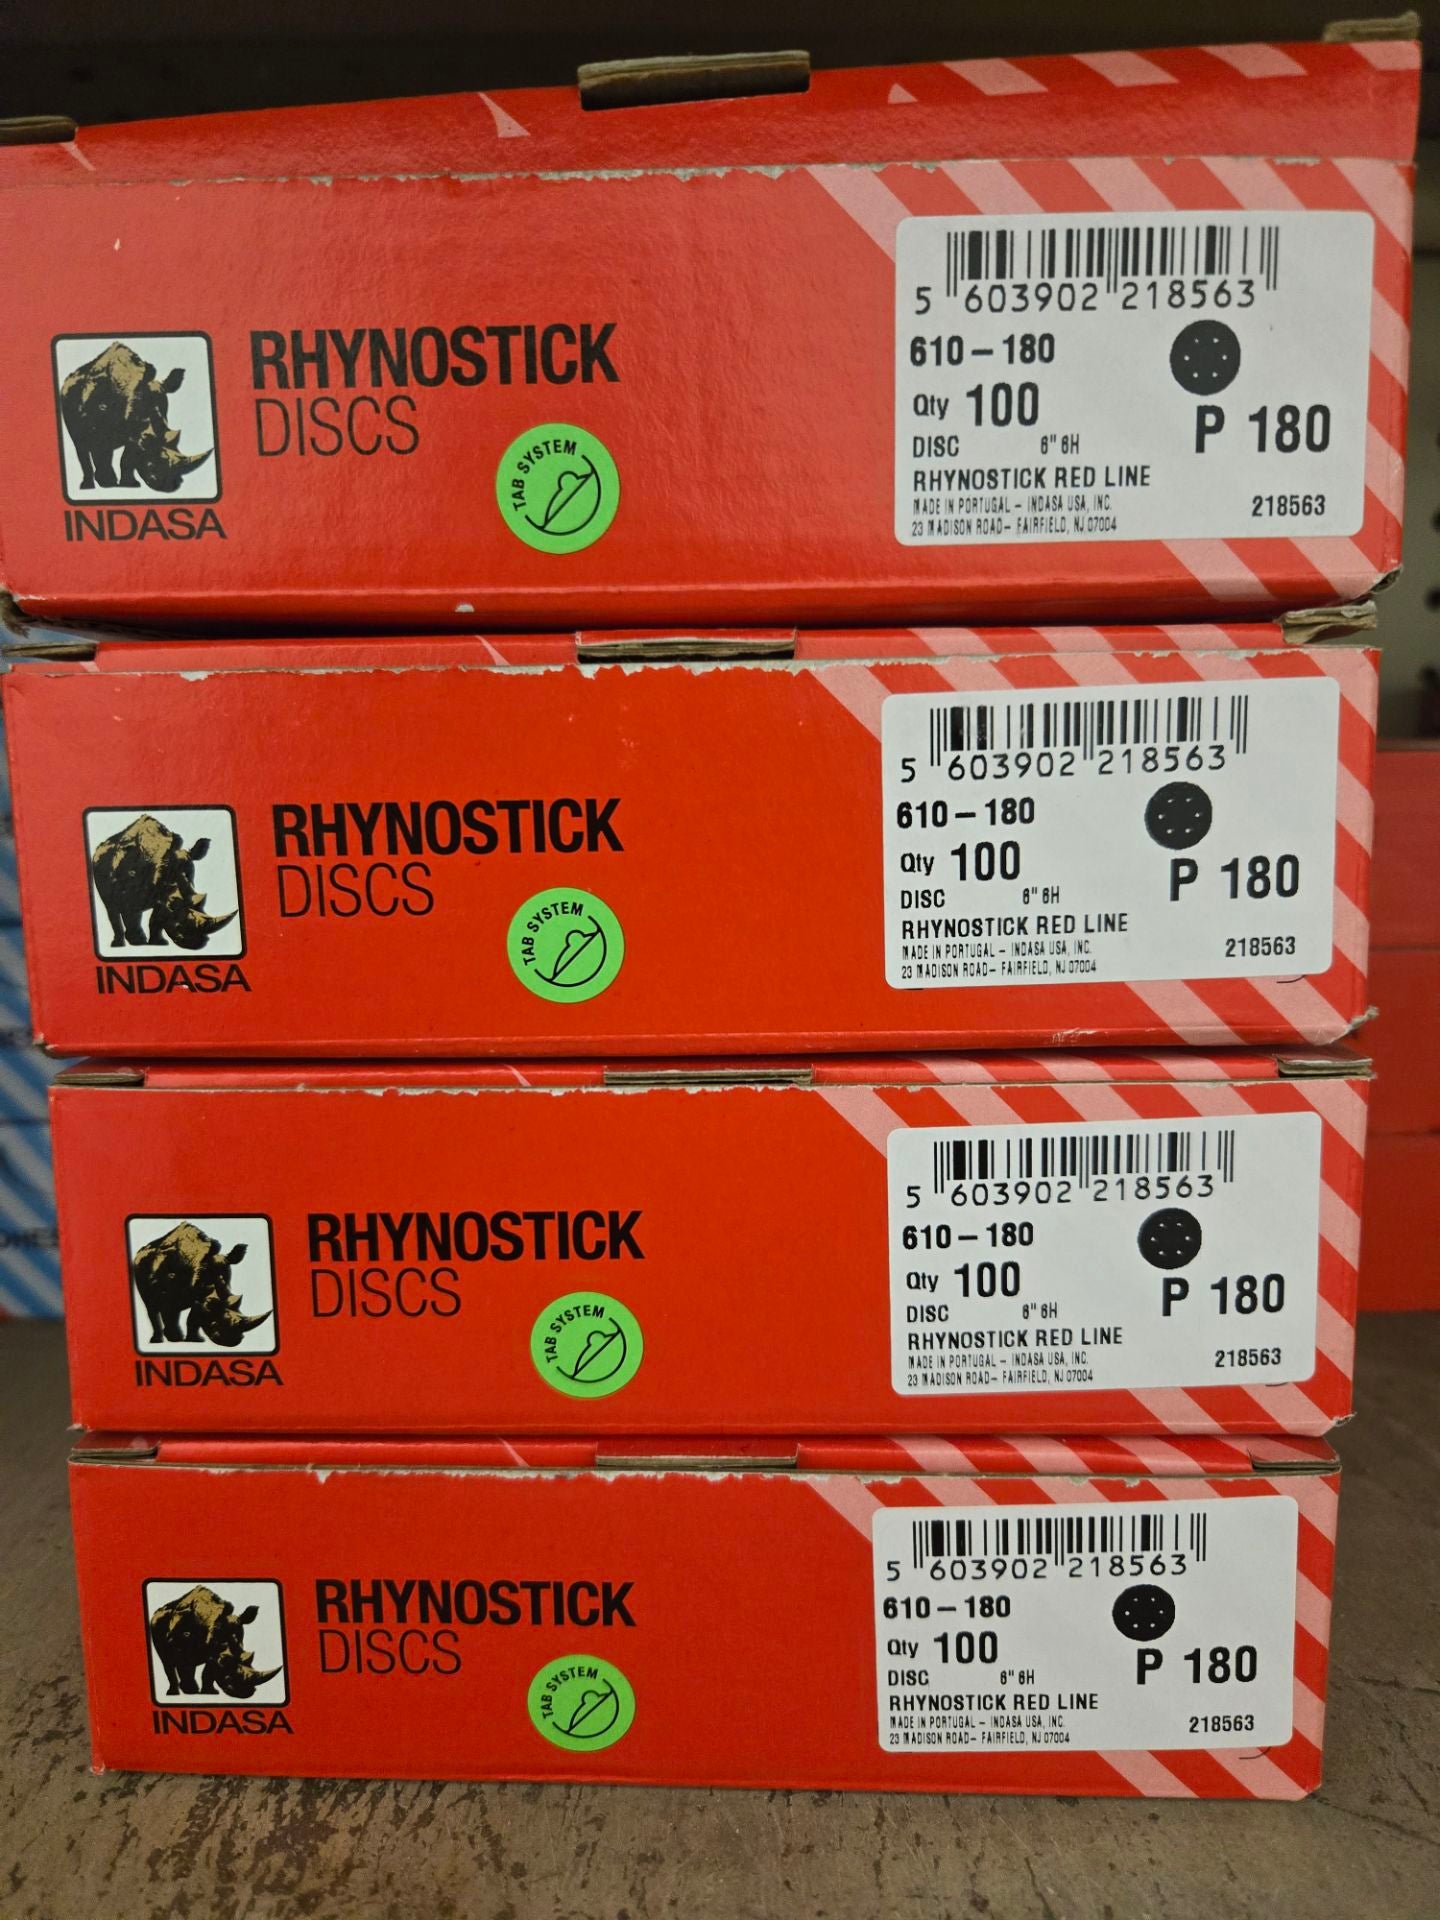 5 603902 218563
610-180
Qty 100
DISC 6" 6H
P 180
RHYNOSTICK RED LINE
MADE IN PORTUGAL - INDASA USA, INC.
23 MADISON ROAD- FAIRFIELD, NJ 07004
218563
RHYNOSTICK
DISCS
TAB SYSTEM
INDASA
5 603902 218563
610-180
Qty 100
DISC 6" 6H
P 180
RHYNOSTICK RED LINE
MADE IN PORTUGAL - INDASA USA, INC.
23 MADISON ROAD- FAIRFIELD, NJ 07004
218563
RHYNOSTICK
DISCS
TAB SYSTEM
INDASA
5 603902 218563
610-180
Qty 100
DISC 6" 6H
P 180
RHYNOSTICK RED LINE
MADE IN PORTUGAL - INDASA USA, INC.
23 MADISON ROAD- FAIRFIELD, NJ 07004
218563
RHYNOSTICK
DISCS
TAB SYSTEM
INDASA
5 603902 218563
610-180
Qty 100
DISC 6" 6H
P 180
RHYNOSTICK RED LINE
MADE IN PORTUGAL - INDASA USA, INC.
23 MADISON ROAD- FAIRFIELD, NJ 07004
218563
RHYNOSTICK
DISCS
TAB SYSTEM
INDASA